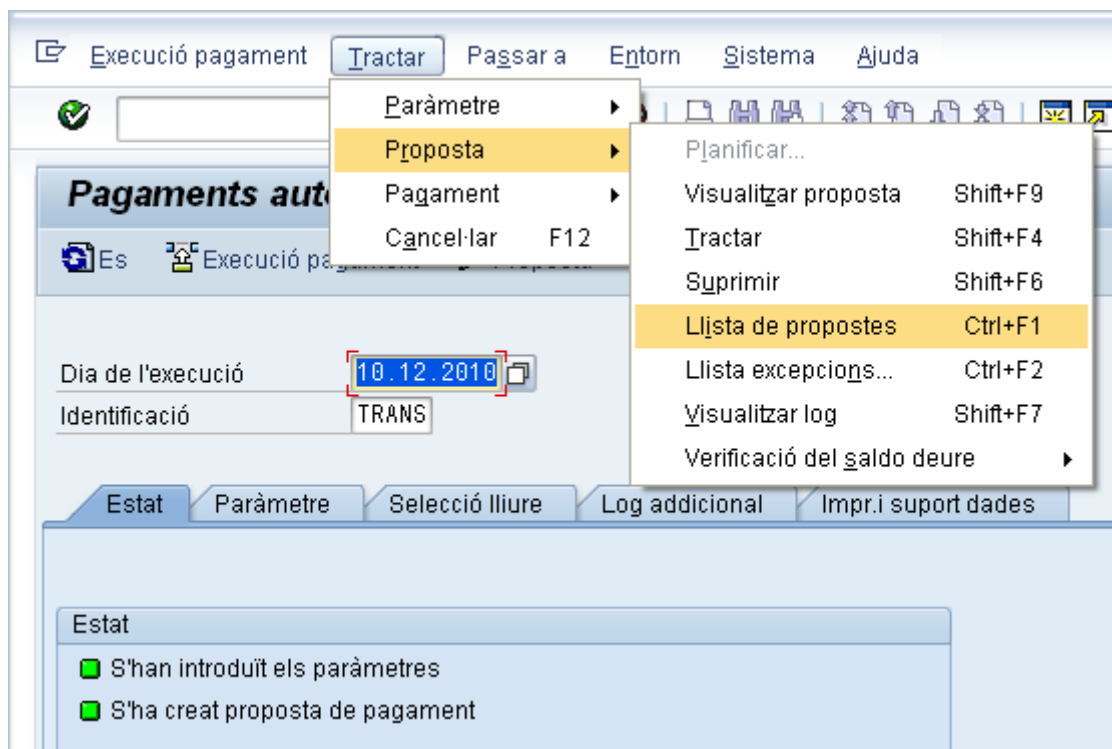 Execució pagament Tractar Passar a Entorn Sistema Ajuda
Paràmetre
Proposta
Pagament
Cancel·lar F12
Planificar...
Visualitzar proposta Shift+F9
Tractar Shift+F4
Suprimir Shift+F6
Llista de propostes Ctrl+F1
Llista excepcions... Ctrl+F2
Visualitzar log Shift+F7
Verificació del saldo deure
Pagaments
Es Execució
Dia de l'execució 10.12.2010
Identificació TRANS
Estat Paràmetre Selecció lliure Log addicional Impr.i suport dades
Estat
S'han introduït els paràmetres
S'ha creat proposta de pagament